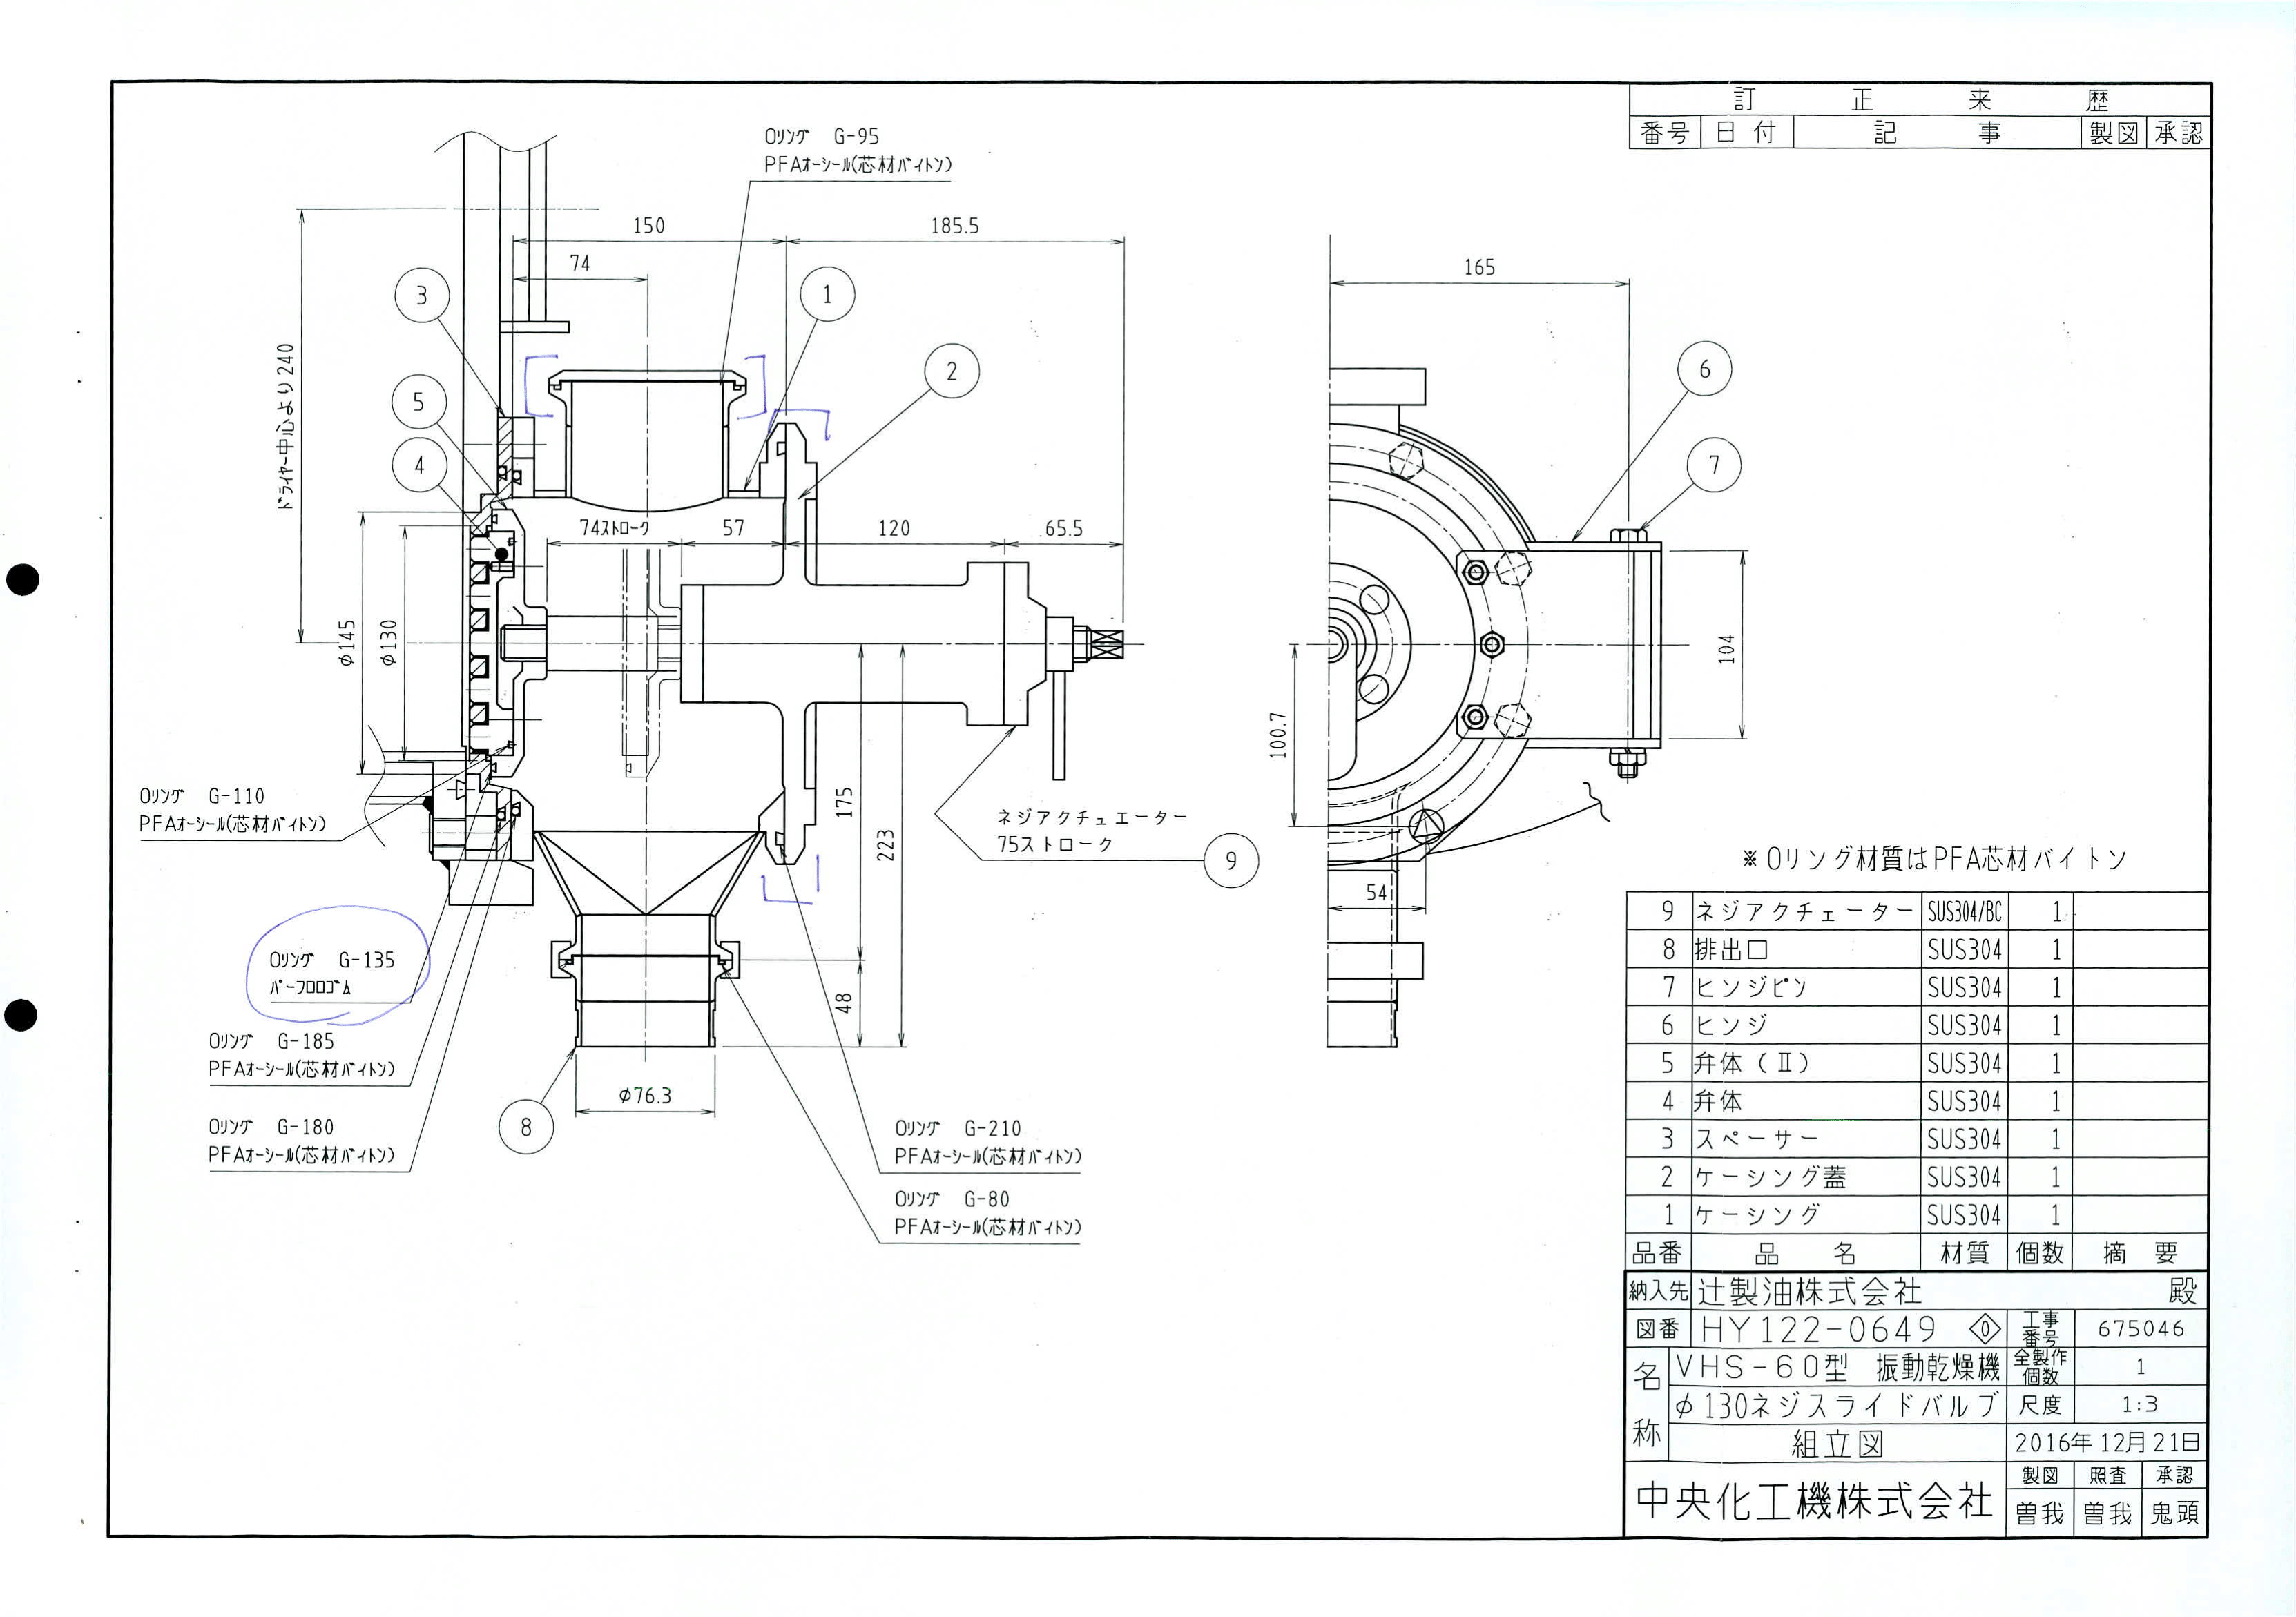 訂正来歴
番号 日付 記事 製図 承認
Oリング G-95
PFAオーシール(芯材バイトン)
150
185.5
74
165
3
1
2
5
4
6
7
ドライヤー中心より240
74ストローク
57
120
65.5
φ145
φ130
104
100.7
175
223
48
54
Oリング G-110
PFAオーシール(芯材バイトン)
ネジアクチュエーター
75ストローク
9
Oリング G-135
パーフロロゴム
Oリング G-185
PFAオーシール(芯材バイトン)
Oリング G-180
PFAオーシール(芯材バイトン)
φ76.3
8
Oリング G-210
PFAオーシール(芯材バイトン)
Oリング G-80
PFAオーシール(芯材バイトン)
※Oリング材質はPFA芯材バイトン
9 ネジアクチェーター SUS304/BC 1
8 排出口 SUS304 1
7 ヒンジピン SUS304 1
6 ヒンジ SUS304 1
5 弁体(Ⅱ) SUS304 1
4 弁体 SUS304 1
3 スペーサー SUS304 1
2 ケーシング蓋 SUS304 1
1 ケーシング SUS304 1
品番 品名 材質 個数 摘要
納入先 辻製油株式会社 殿
図番 HY122-0649 0 工事番号 675046
名称 VHS-60型 振動乾燥機 全製作個数 1
φ130ネジスライドバルブ 尺度 1:3
組立図 2016年12月21日
中央化工機株式会社 製図 照査 承認
曽我 曽我 鬼頭